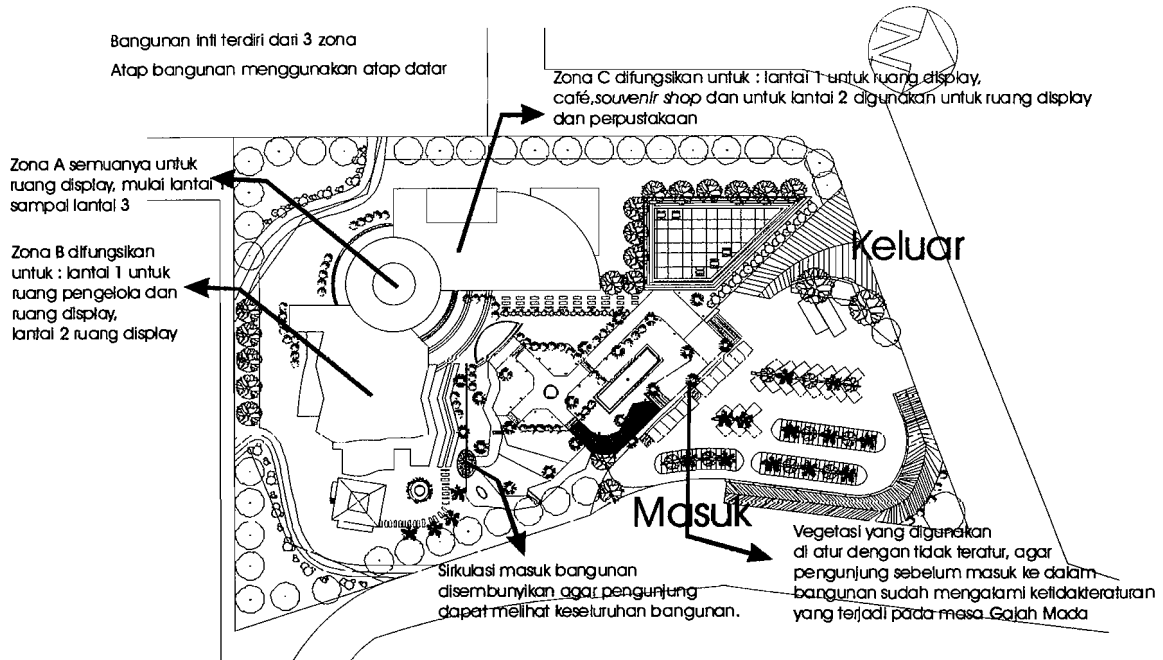 Bangunan inti terdiri dari 3 zona
Atap bangunan menggunakan atap datar
Zona C difungsikan untuk : lantai 1 untuk ruang display,
café,souvenir shop dan untuk lantai 2 digunakan untuk ruang display
dan perpustakaan
Zona A semuanya untuk
ruang display, mulai lantai 1
sampai lantai 3
Zona B difungsikan
untuk : lantai 1 untuk
ruang pengelola dan
ruang display,
lantai 2 ruang display
Keluar
Masuk
Sirkulasi masuk bangunan
disembunyikan agar pengunjung
dapat melihat keseluruhan bangunan.
Vegetasi yang digunakan
di atur dengan tidak teratur, agar
pengunjung sebelum masuk ke dalam
bangunan sudah mengalami ketidakteraturan
yang terjadi pada masa Gajah Mada